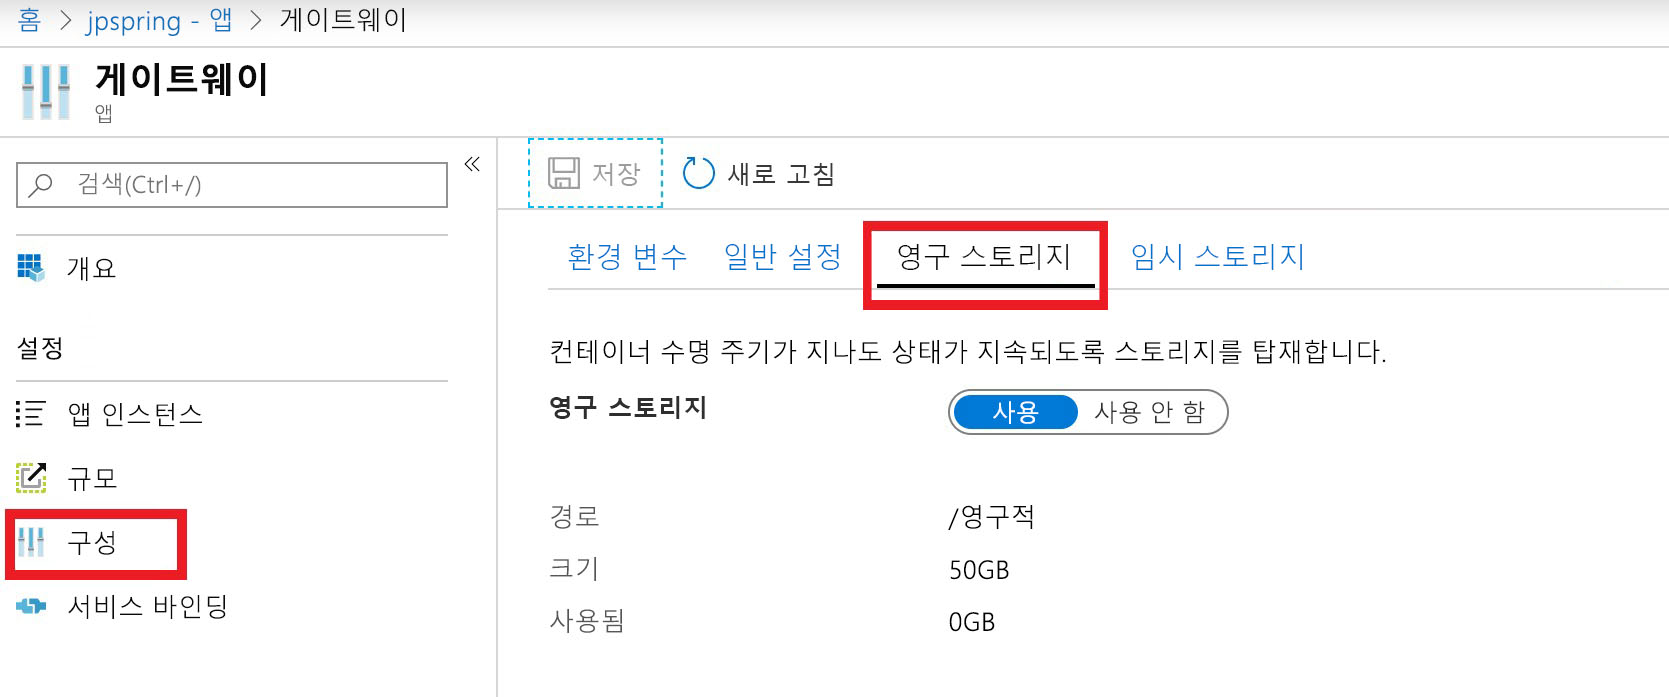 홈 > jpspring - 앱 > 게이트웨이
게이트웨이
앱
검색(Ctrl+/)
«
개요
설정
앱 인스턴스
규모
구성
서비스 바인딩
저장 새로 고침
환경 변수 일반 설정 영구 스토리지 임시 스토리지
컨테이너 수명 주기가 지나도 상태가 지속되도록 스토리지를 탑재합니다.
영구 스토리지 사용 사용 안 함
경로 /영구적
크기 50GB
사용됨 0GB